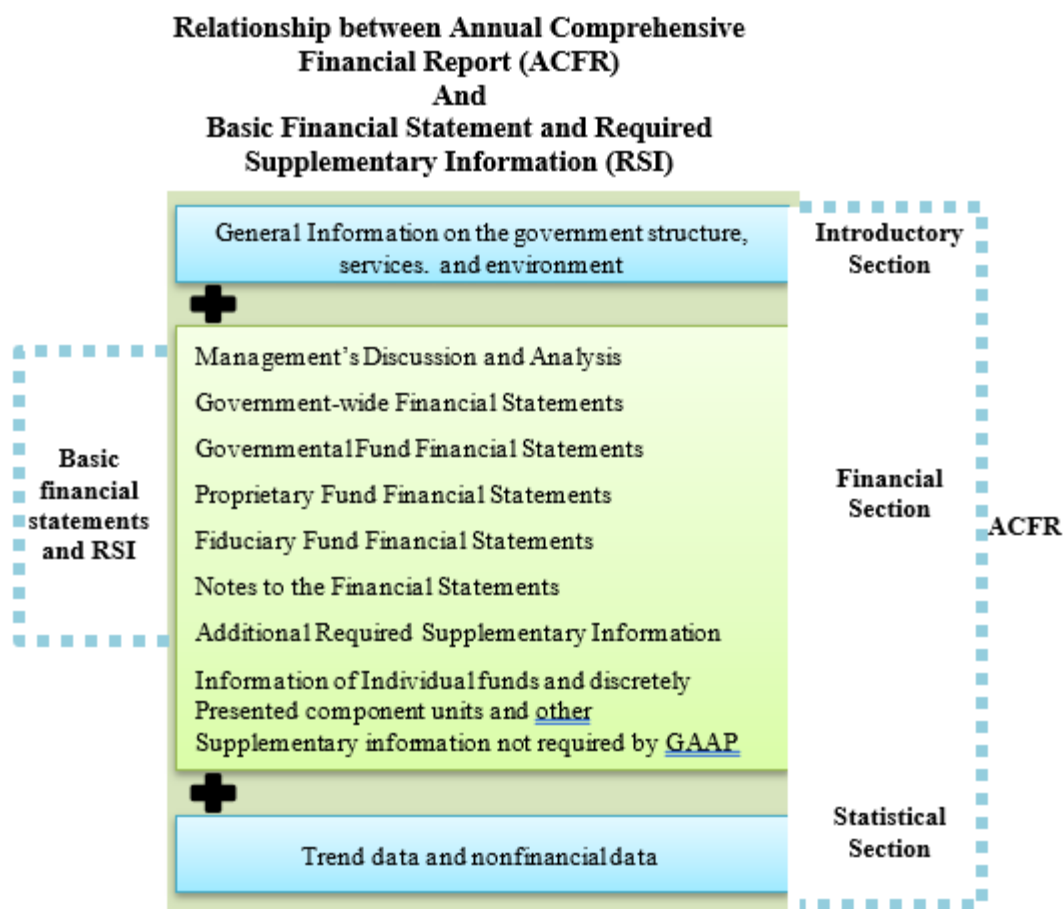 Relationship between Annual Comprehensive
Financial Report (ACFR)
And
Basic Financial Statement and Required
Supplementary Information (RSI)
General Information on the government structure,
services. and environment
Introductory
Section
Management's Discussion and Analysis
Government-wide Financial Statements
Governmental Fund Financial Statements
Proprietary Fund Financial Statements
Fiduciary Fund Financial Statements
Notes to the Financial Statements
Additional Required Supplementary Information
Information of Individual funds and discretely
Presented component units and other
Supplementary information not required by GAAP
Basic
financial
statements
and RSI
Financial
Section
ACFR
Trend data and nonfinancial data
Statistical
Section